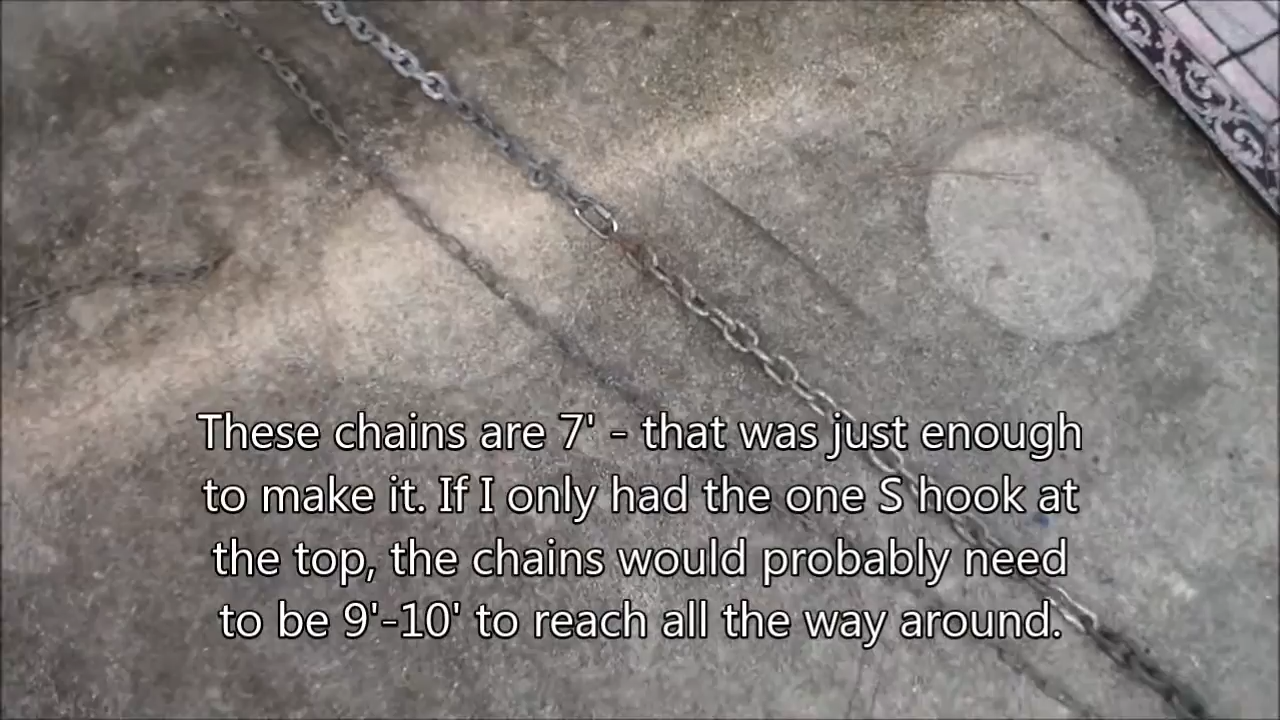 These chains are 7' - that was just enough
to make it. If I only had the one S hook at
the top, the chains would probably need
to be 9'-10' to reach all the way around.